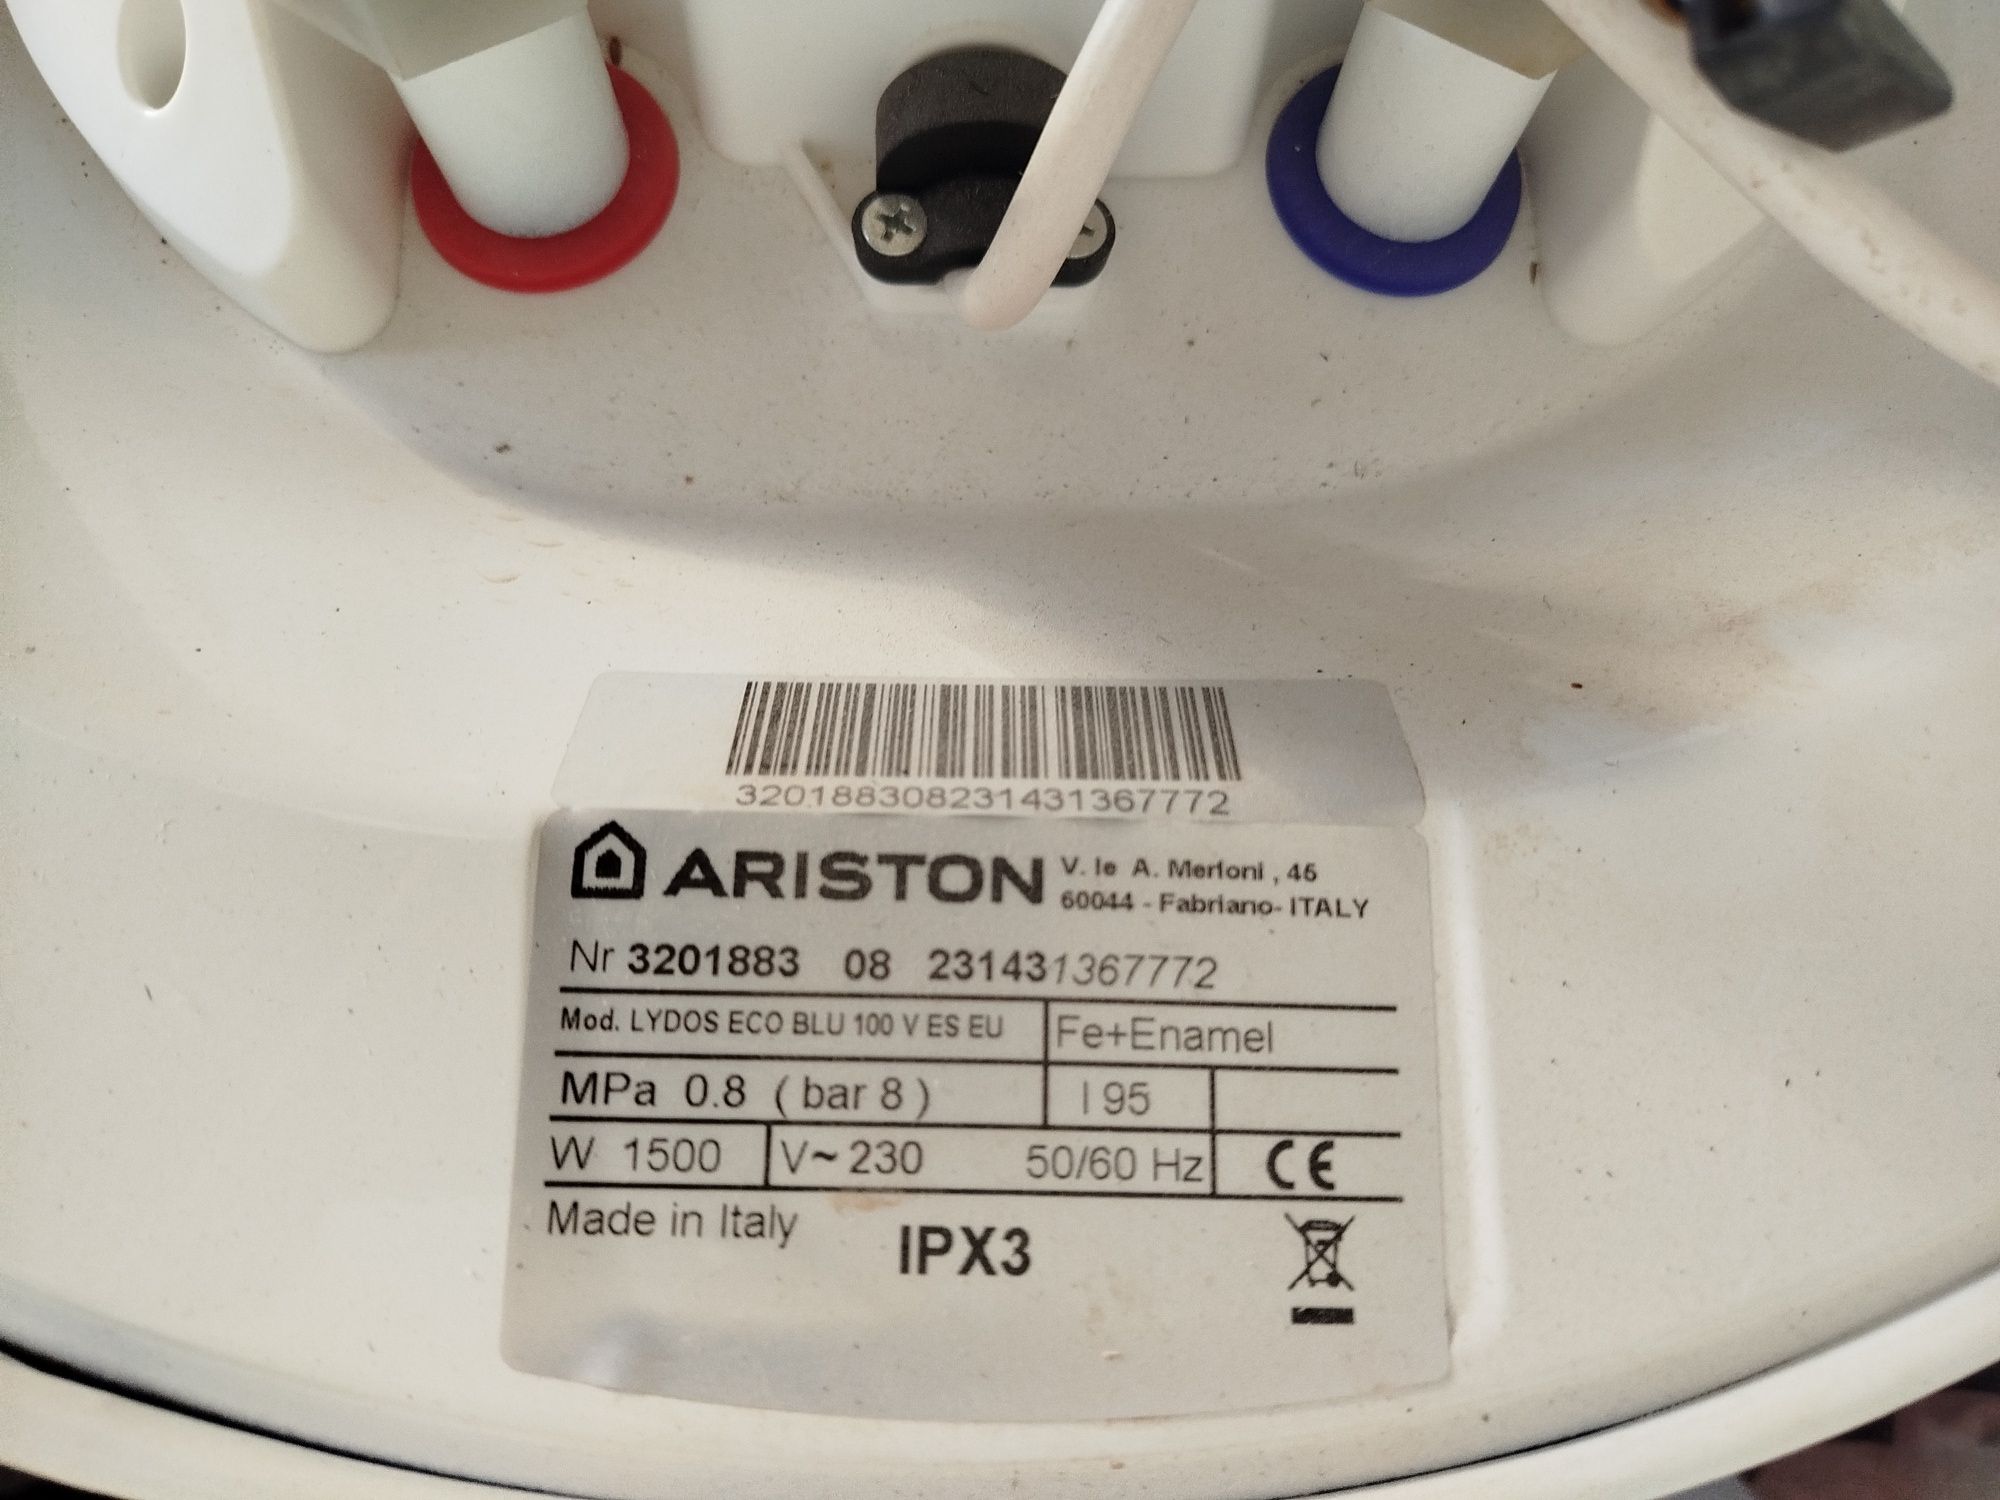 320188308231431367772
ARISTON V. le A. Merloni , 45
60044 - Fabriano- ITALY
Nr 3201883 08 231431367772
Mod. LYDOS ECO BLU 100 V ES EU Fe+Enamel
MPa 0.8 ( bar 8 ) l 95
W 1500 V~ 230 50/60 Hz CE
Made in Italy IPX3